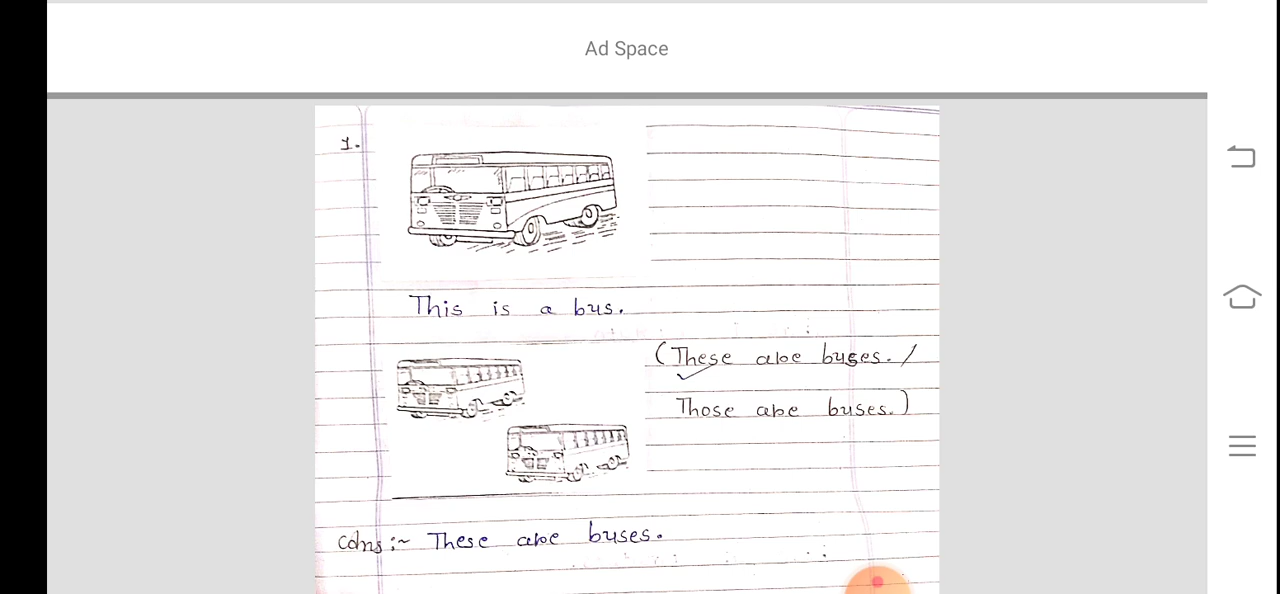 Ad Space
1.
This is a bus.
(These are buses. /
Those are buses.)
Ans :~ These are buses.